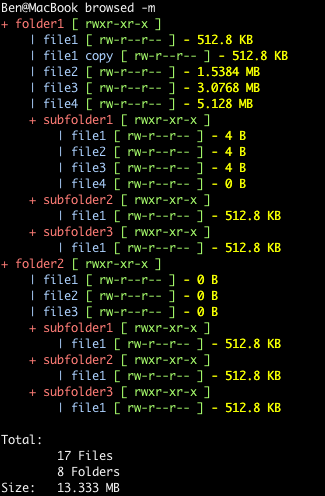 Ben@MacBook browsed -m
+ folder1 [ rwxr-xr-x ]
| file1 [ rw-r--r-- ] - 512.8 KB
| file1 copy [ rw-r--r-- ] - 512.8 KB
| file2 [ rw-r--r-- ] - 1.5384 MB
| file3 [ rw-r--r-- ] - 3.0768 MB
| file4 [ rw-r--r-- ] - 5.128 MB
+ subfolder1 [ rwxr-xr-x ]
| file1 [ rw-r--r-- ] - 4 B
| file2 [ rw-r--r-- ] - 4 B
| file3 [ rw-r--r-- ] - 4 B
| file4 [ rw-r--r-- ] - 0 B
+ subfolder2 [ rwxr-xr-x ]
| file1 [ rw-r--r-- ] - 512.8 KB
+ subfolder3 [ rwxr-xr-x ]
| file1 [ rw-r--r-- ] - 512.8 KB
+ folder2 [ rwxr-xr-x ]
| file1 [ rw-r--r-- ] - 0 B
| file2 [ rw-r--r-- ] - 0 B
| file3 [ rw-r--r-- ] - 0 B
+ subfolder1 [ rwxr-xr-x ]
| file1 [ rw-r--r-- ] - 512.8 KB
+ subfolder2 [ rwxr-xr-x ]
| file1 [ rw-r--r-- ] - 512.8 KB
+ subfolder3 [ rwxr-xr-x ]
| file1 [ rw-r--r-- ] - 512.8 KB
Total:
17 Files
8 Folders
Size: 13.333 MB